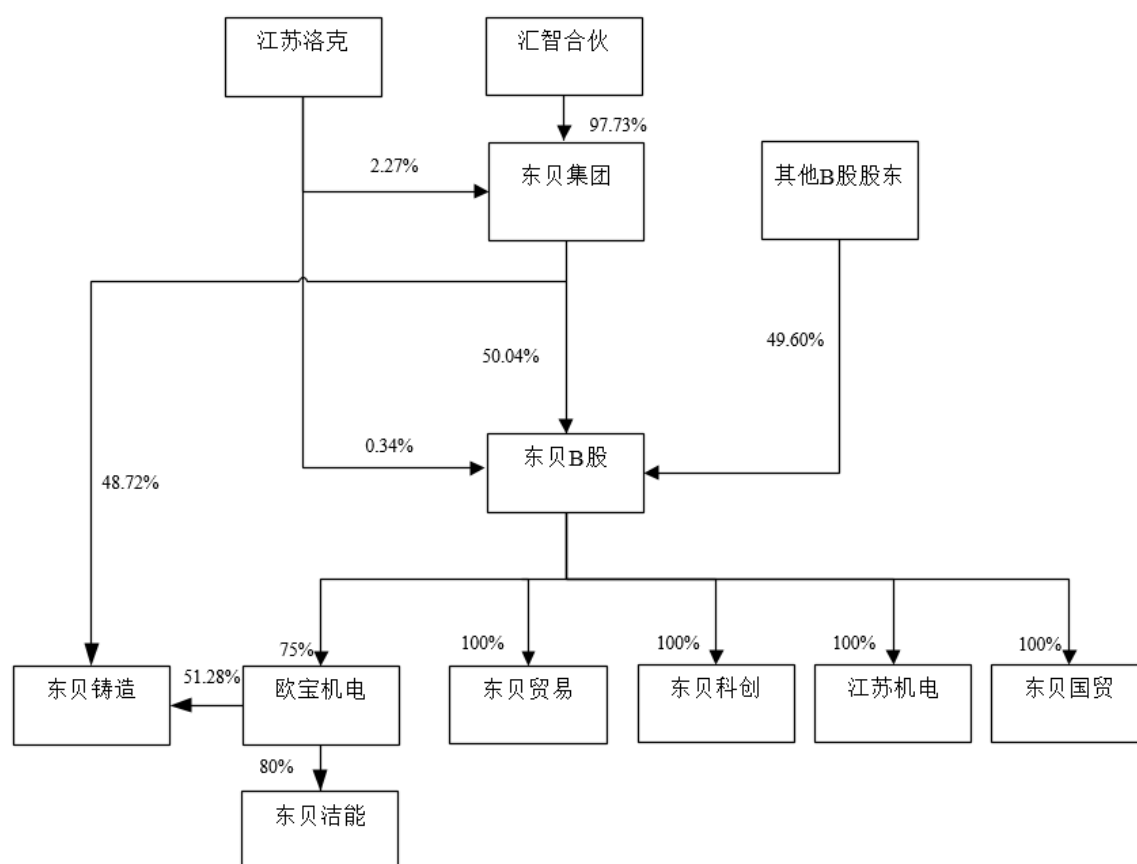 江苏洛克
汇智合伙
97.73%
2.27%
东贝集团
其他B股股东
50.04%
49.60%
0.34%
东贝B股
48.72%
75%
100%
100%
100%
100%
东贝铸造
51.28%
欧宝机电
东贝贸易
东贝科创
江苏机电
东贝国贸
80%
东贝洁能